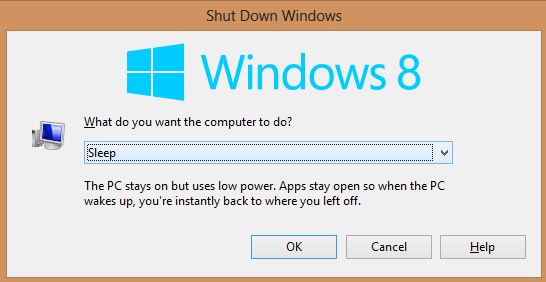 Shut Down Windows
Windows 8
What do you want the computer to do?
Sleep
The PC stays on but uses low power. Apps stay open so when the PC
wakes up, you're instantly back to where you left off.
OK Cancel Help